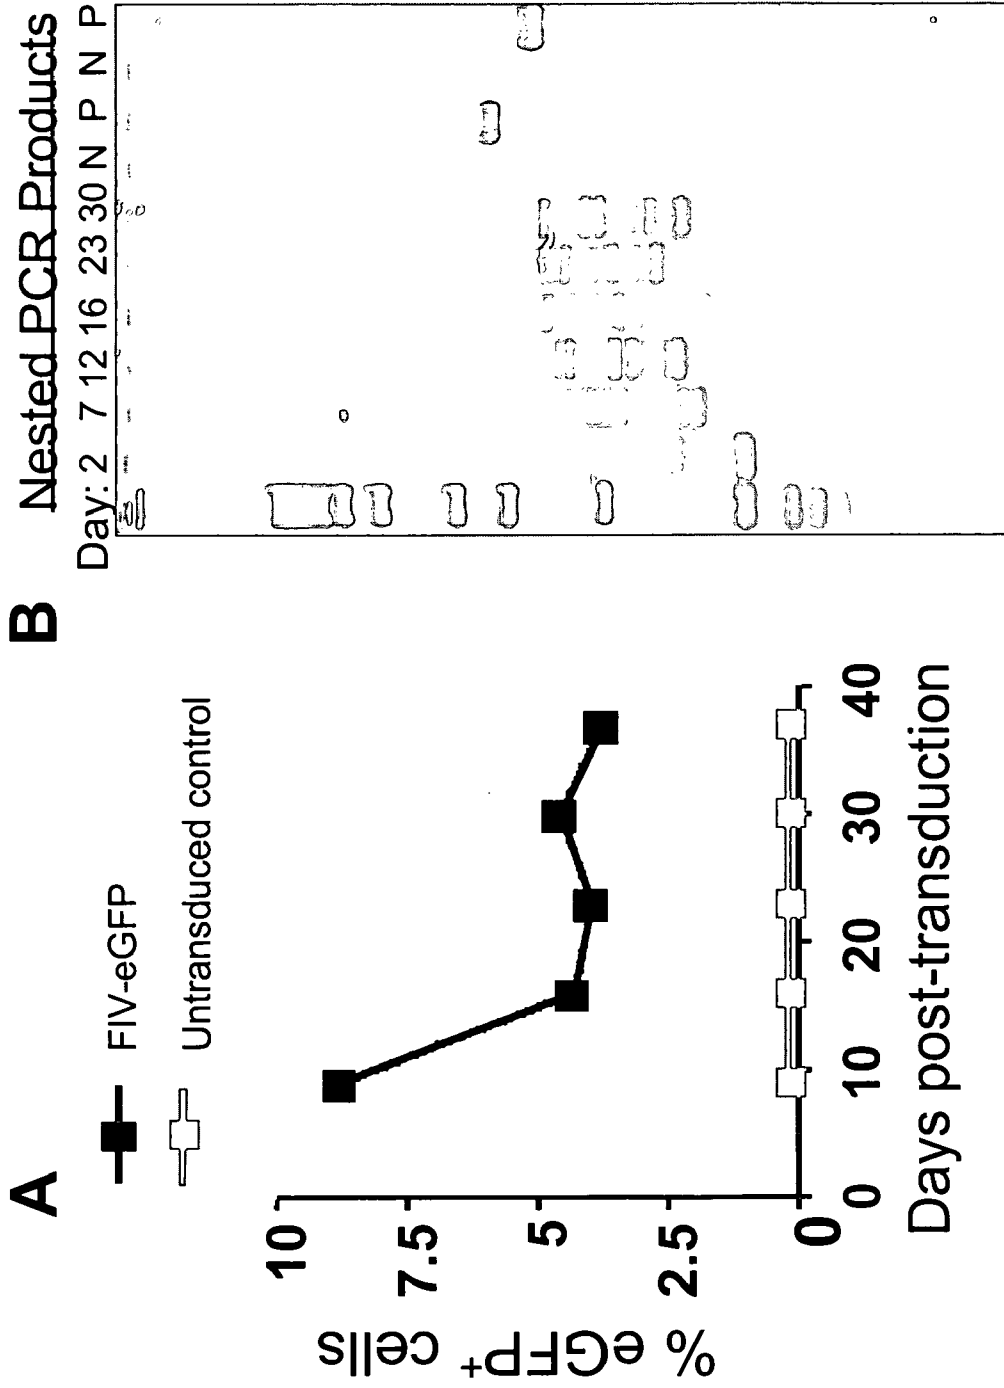 A
FIV-eGFP
Untransduced control
% eGFP+ cells
10
7.5
5
2.5
0
0 10 20 30 40
Days post-transduction
B
Nested PCR Products
Day: 2 7 12 16 23 30 N P N P